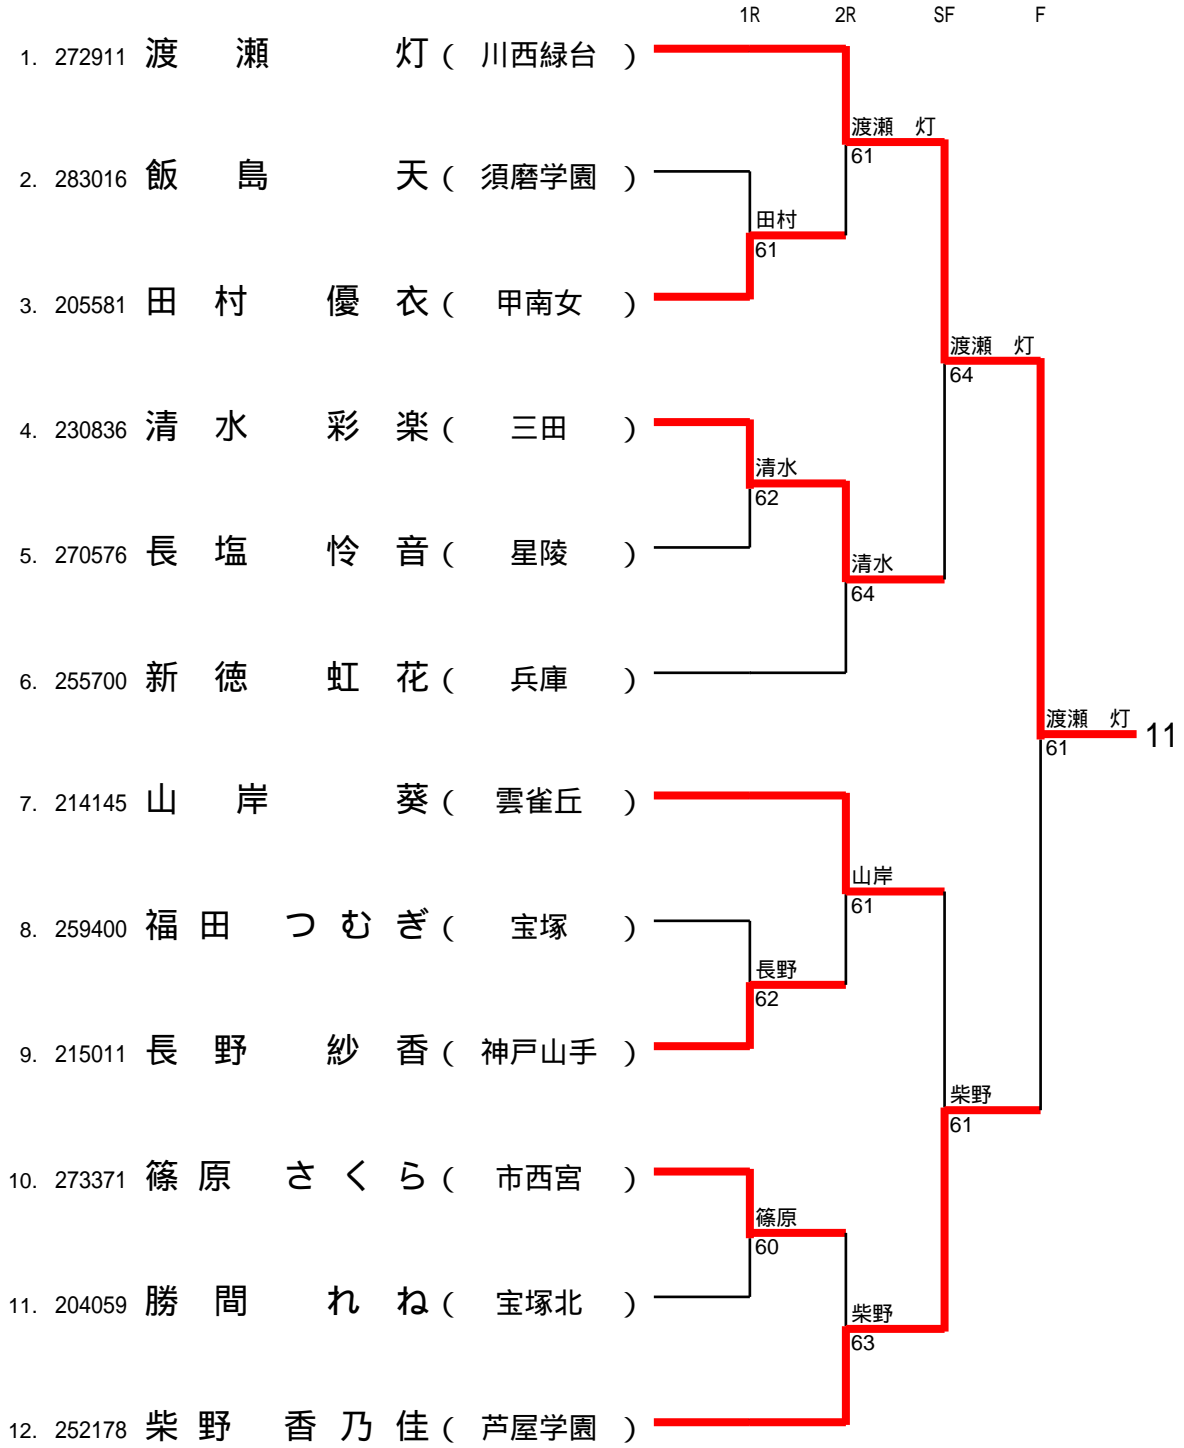 1R 2R SF F
1. 272911 渡 瀬 灯 ( 川西緑台 )
渡瀬 灯
61
2. 283016 飯 島 天 ( 須磨学園 )
田村
61
3. 205581 田 村 優 衣 ( 甲南女 )
渡瀬 灯
64
4. 230836 清 水 彩 楽 ( 三田 )
清水
62
5. 270576 長 塩 怜 音 ( 星陵 )
清水
64
6. 255700 新 徳 虹 花 ( 兵庫 )
渡瀬 灯
61
11
7. 214145 山 岸 葵 ( 雲雀丘 )
山岸
61
8. 259400 福 田 つ む ぎ ( 宝塚 )
長野
62
9. 215011 長 野 紗 香 ( 神戸山手 )
柴野
61
10. 273371 篠 原 さ く ら ( 市西宮 )
篠原
60
11. 204059 勝 間 れ ね ( 宝塚北 )
柴野
63
12. 252178 柴 野 香 乃 佳 ( 芦屋学園 )